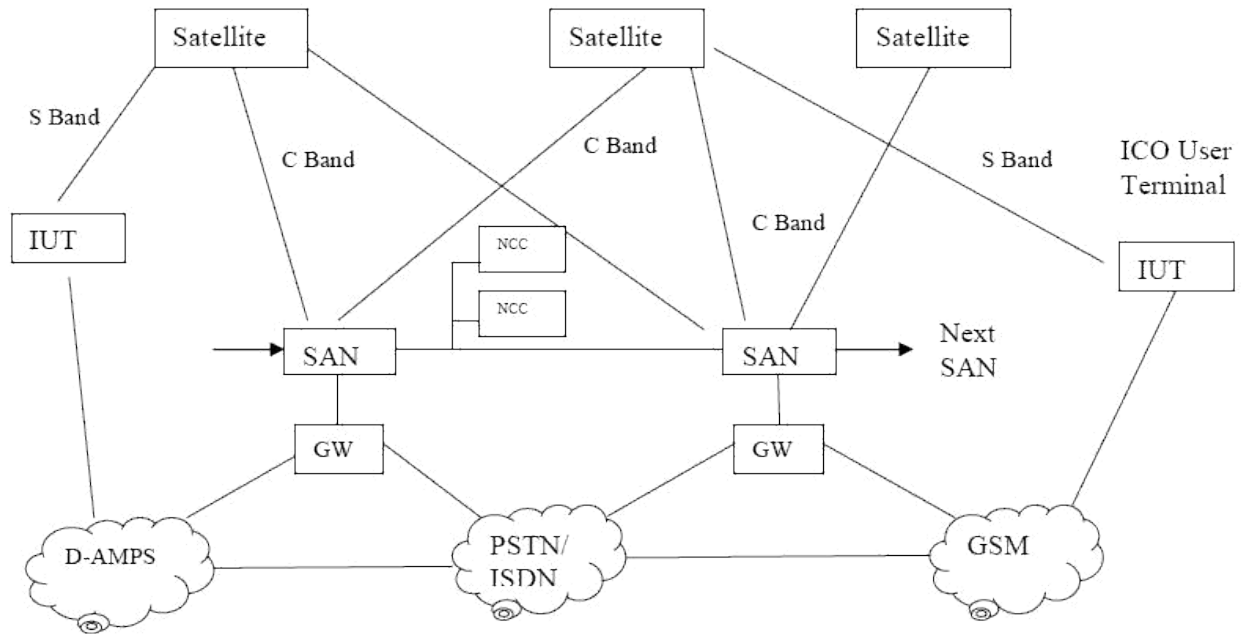 Satellite
Satellite
Satellite
S Band
C Band
C Band
S Band
ICO User
Terminal
C Band
IUT
NCC
IUT
NCC
SAN
SAN
Next
SAN
GW
GW
D-AMPS
PSTN/
ISDN
GSM